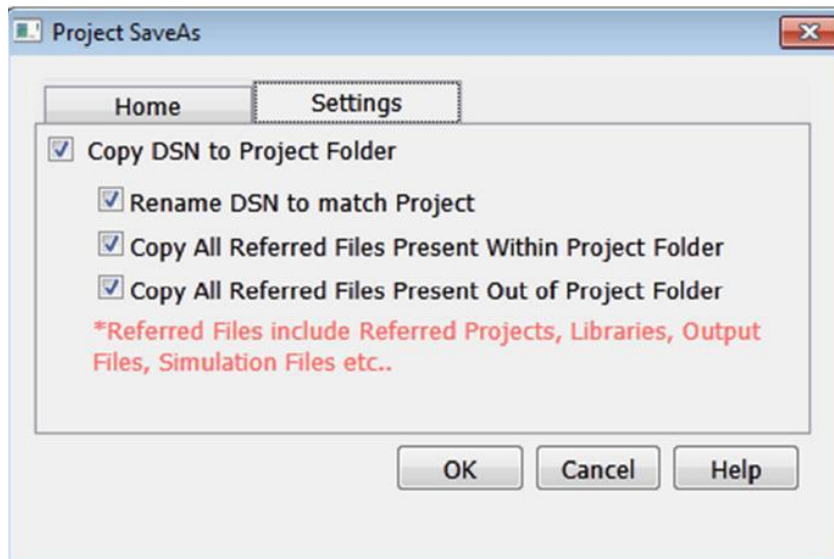 Project SaveAs
Home
Settings
Copy DSN to Project Folder
Rename DSN to match Project
Copy All Referred Files Present Within Project Folder
Copy All Referred Files Present Out of Project Folder
*Referred Files include Referred Projects, Libraries, Output
Files, Simulation Files etc..
OK
Cancel
Help